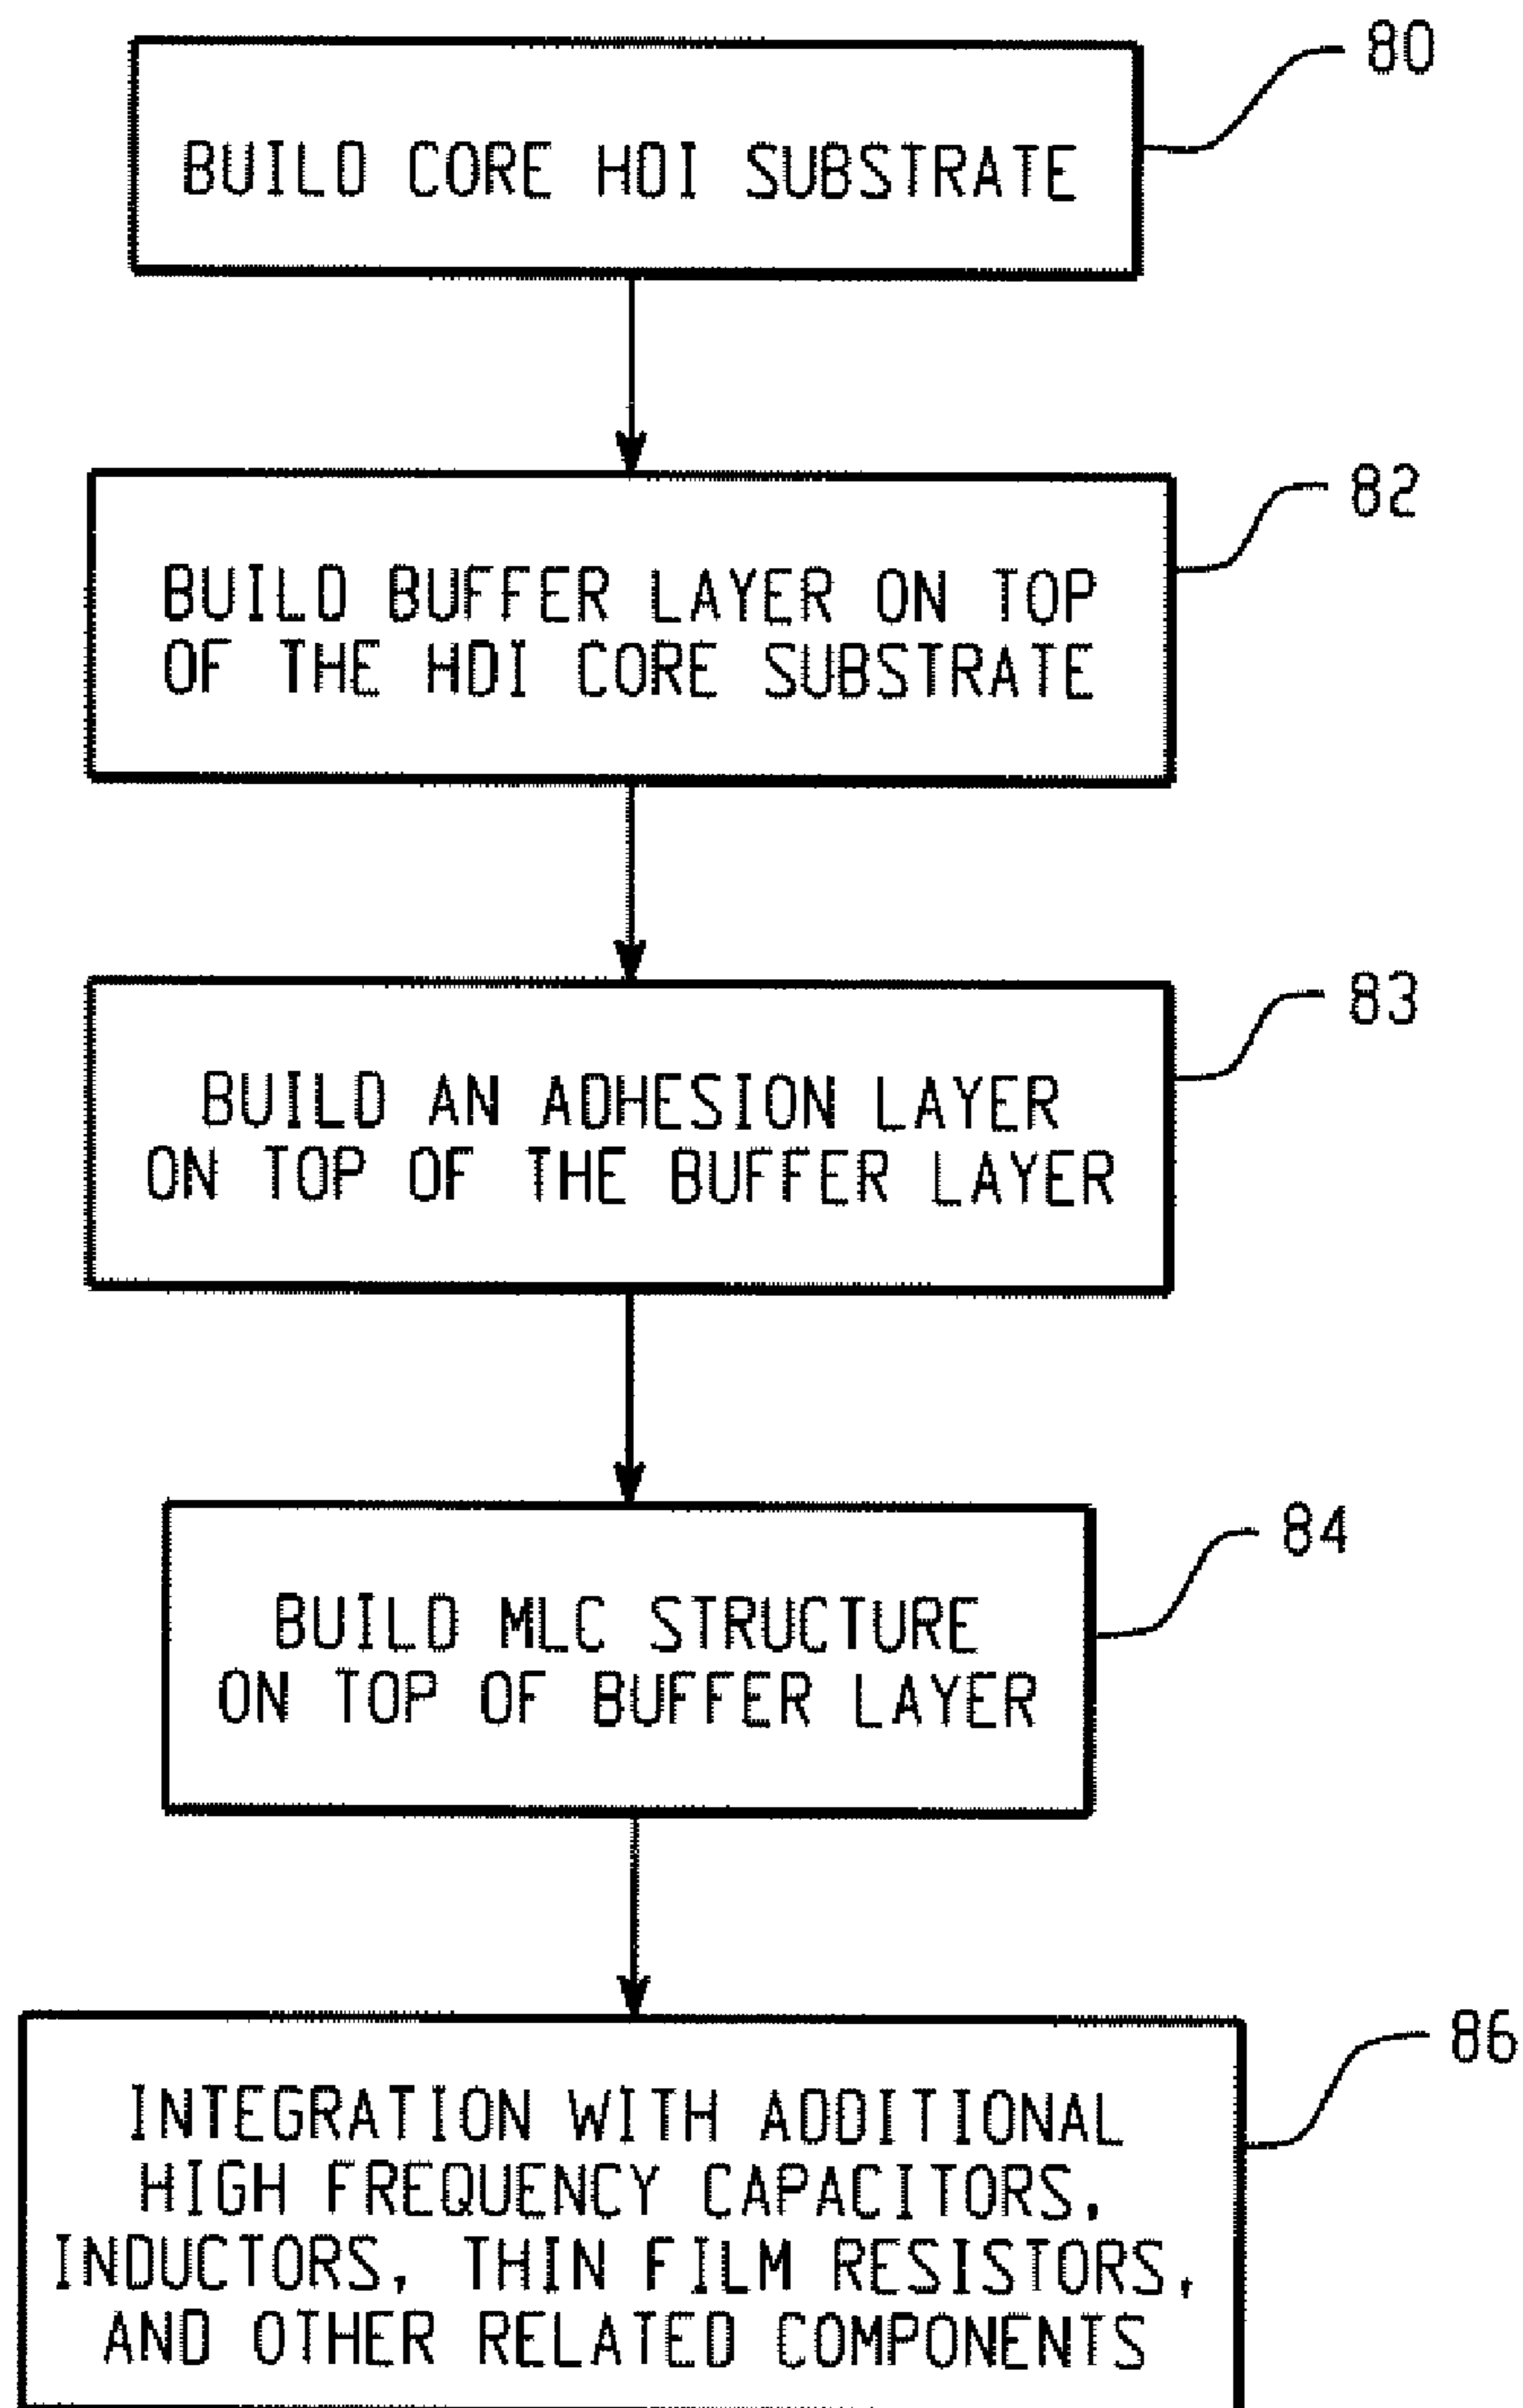 80
BUILD CORE HDI SUBSTRATE
82
BUILD BUFFER LAYER ON TOP
OF THE HDI CORE SUBSTRATE
83
BUILD AN ADHESION LAYER
ON TOP OF THE BUFFER LAYER
84
BUILD MLC STRUCTURE
ON TOP OF BUFFER LAYER
86
INTEGRATION WITH ADDITIONAL
HIGH FREQUENCY CAPACITORS,
INDUCTORS, THIN FILM RESISTORS,
AND OTHER RELATED COMPONENTS